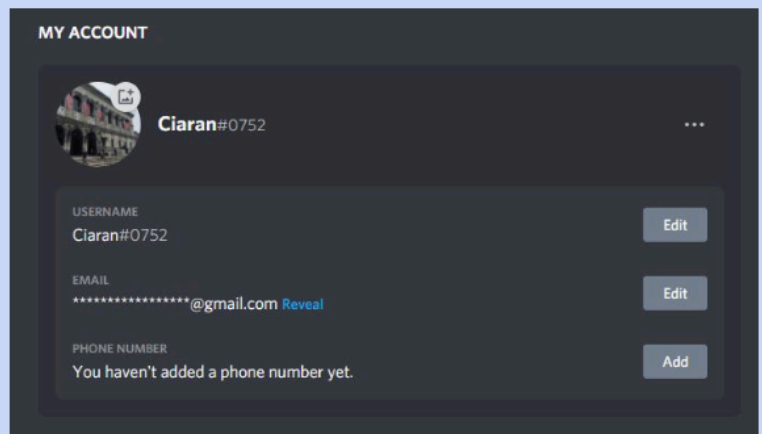 MY ACCOUNT
Ciaran#0752
USERNAME
Ciaran#0752
Edit
EMAIL
*****************@gmail.com Reveal
Edit
PHONE NUMBER
You haven't added a phone number yet.
Add